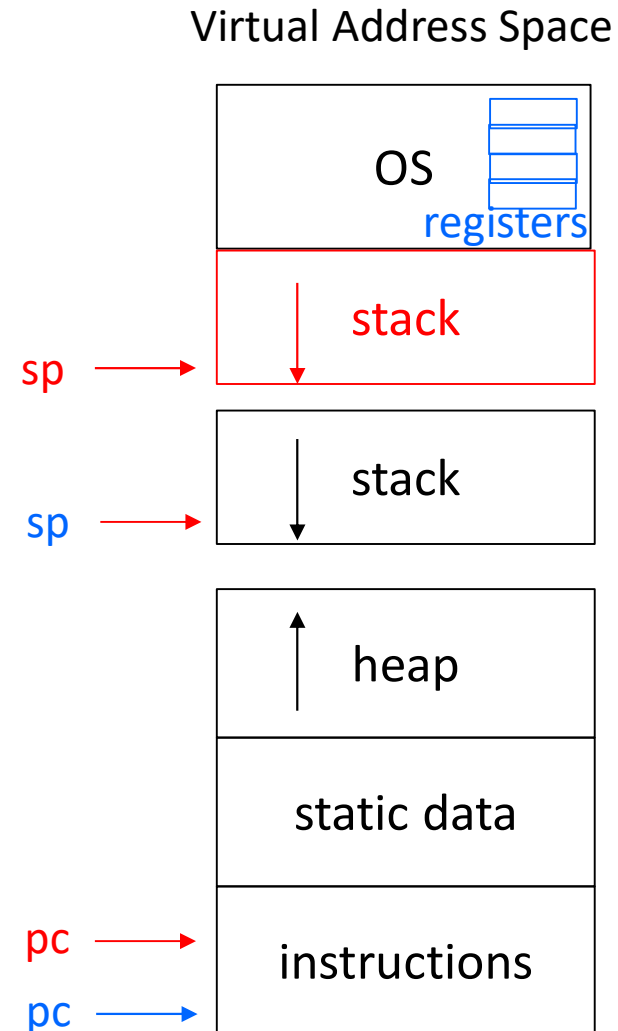 Virtual Address Space
OS
registers
stack
sp
stack
sp
heap
static data
pc
instructions
pc